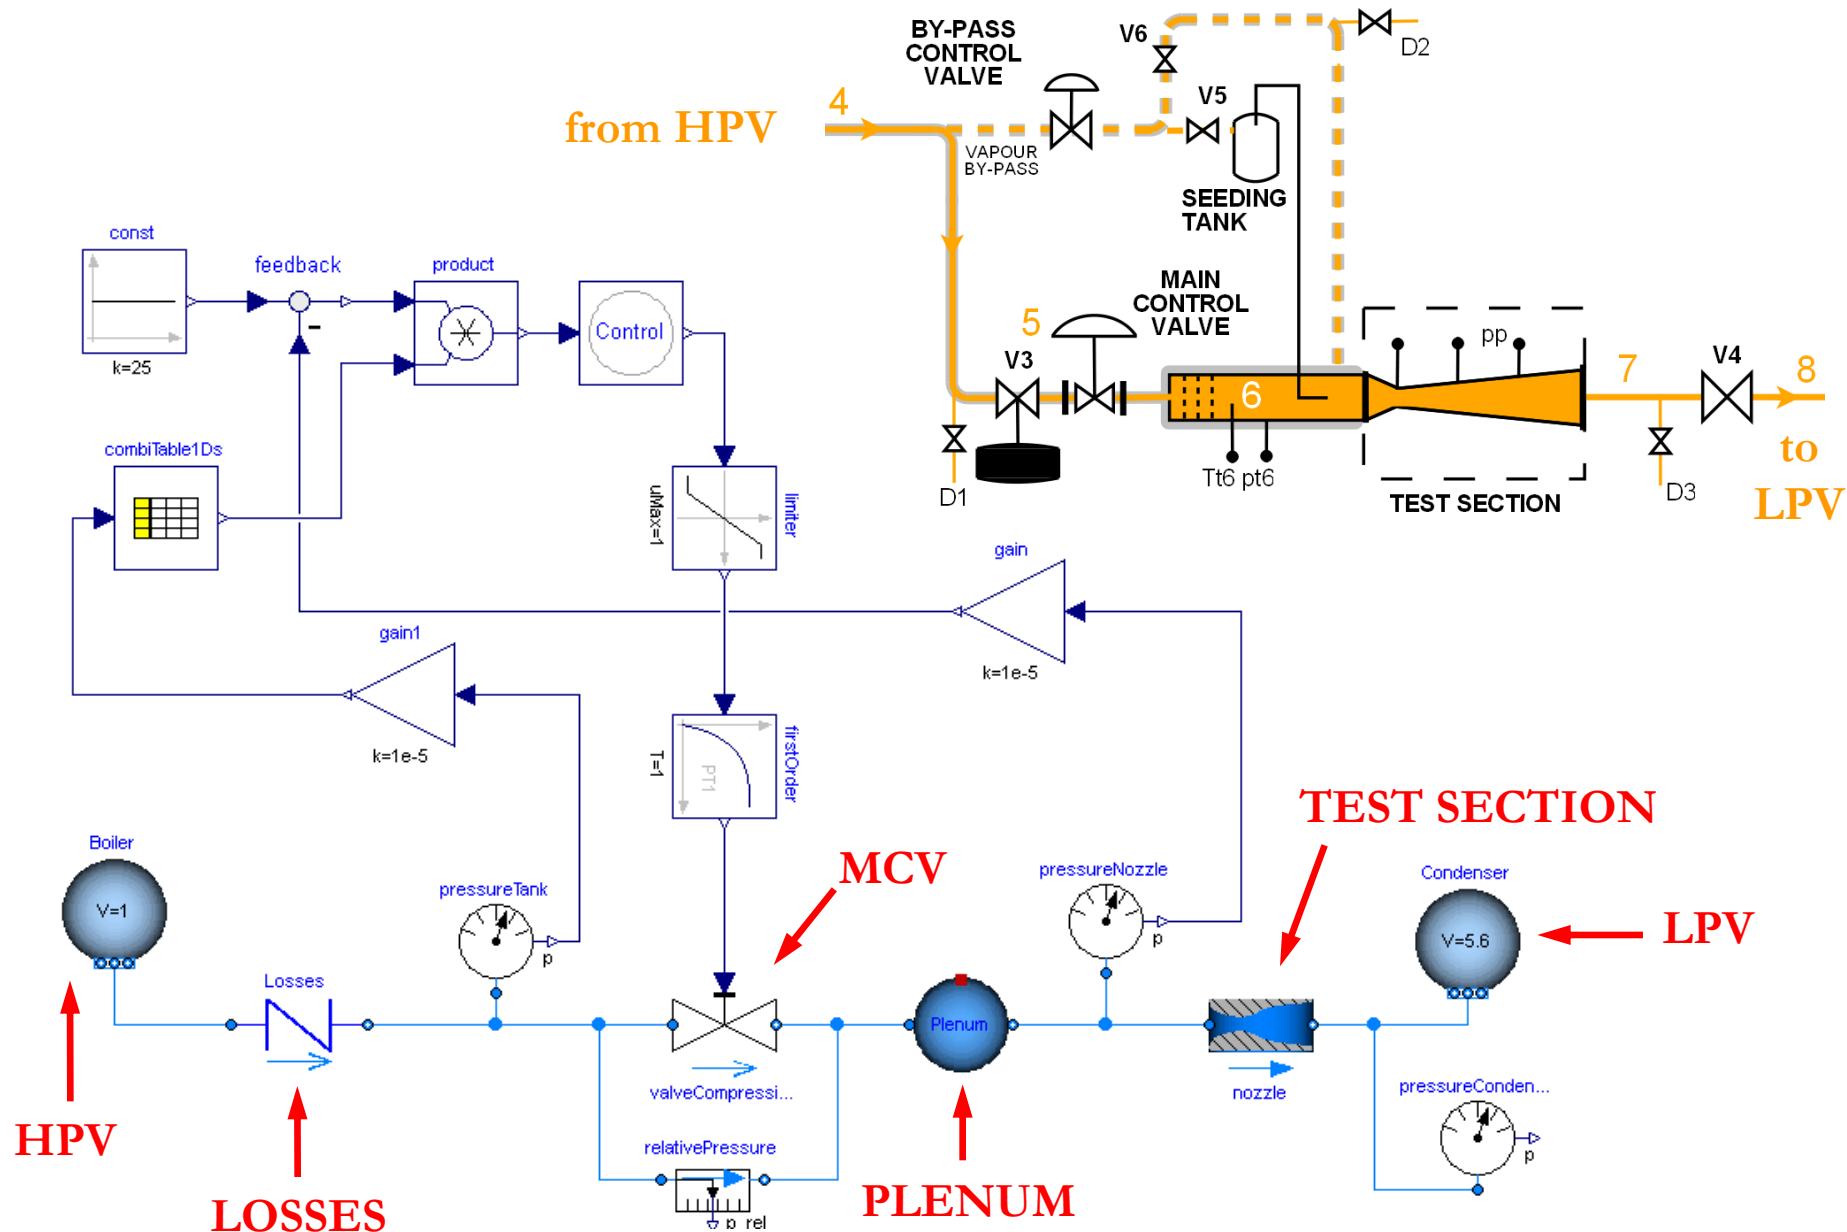 BY-PASS
CONTROL
VALVE
V6
D2
4
from HPV
V5
VAPOUR
BY-PASS
SEEDING
TANK
const
feedback
product
Control
k=25
MAIN
CONTROL
VALVE
5
V3
pp
V4
6
7
8
to
LPV
Tt6 pt6
D1
D3
TEST SECTION
combiTable1Ds
limiter
uMax=1
gain
k=1e-5
gain1
k=1e-5
firstOrder
PT1
T=1
TEST SECTION
Boiler
V=1
MCV
pressureTank
p
pressureNozzle
p
Condenser
V=5.6
LPV
Losses
Plenum
valveCompressi...
nozzle
pressureConden...
p
HPV
relativePressure
p_rel
LOSSES
PLENUM